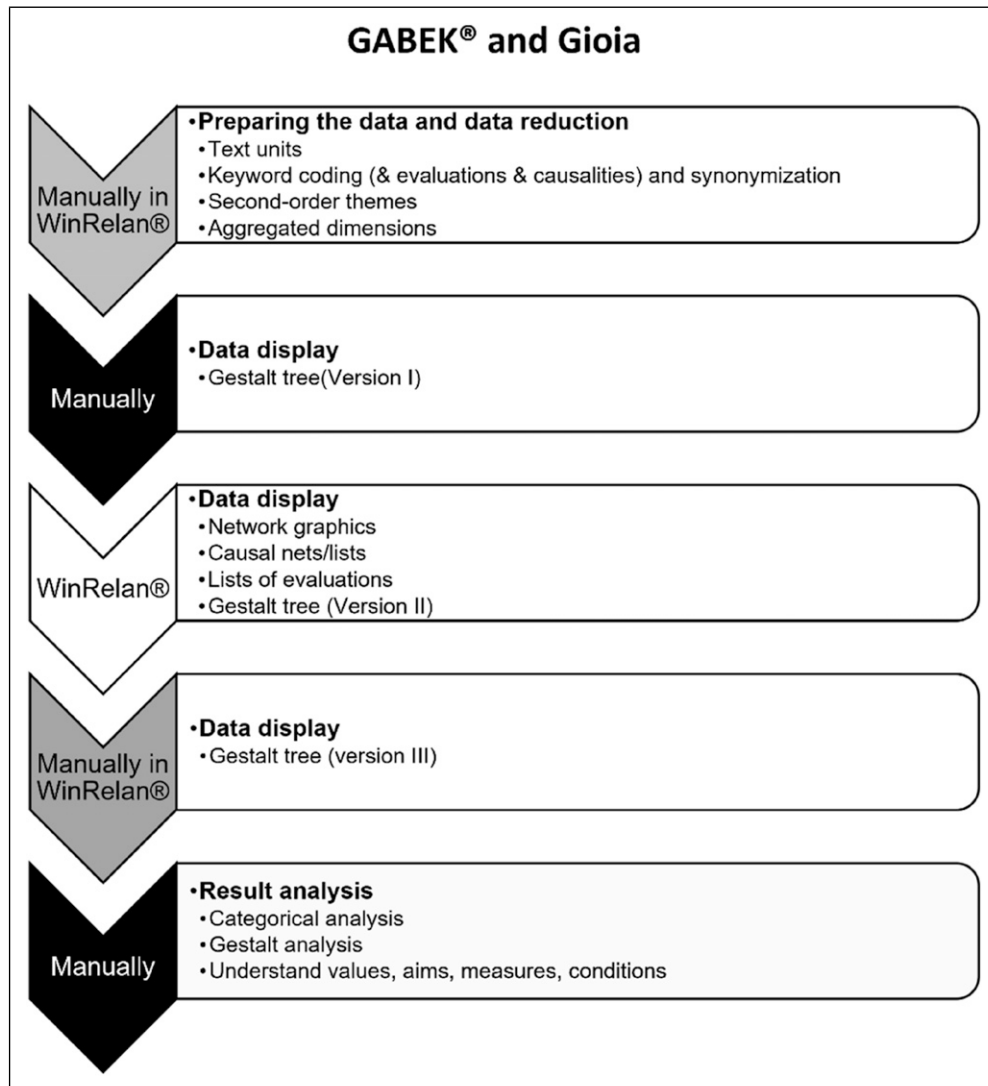 GABEK® and Gioia
Manually in
WinRelan®
•Preparing the data and data reduction
•Text units
•Keyword coding (& evaluations & causalities) and synonymization
•Second-order themes
•Aggregated dimensions
Manually
•Data display
•Gestalt tree(Version I)
WinRelan®
•Data display
•Network graphics
•Causal nets/lists
•Lists of evaluations
•Gestalt tree (Version II)
Manually in
WinRelan®
•Data display
•Gestalt tree (version III)
Manually
•Result analysis
•Categorical analysis
•Gestalt analysis
•Understand values, aims, measures, conditions